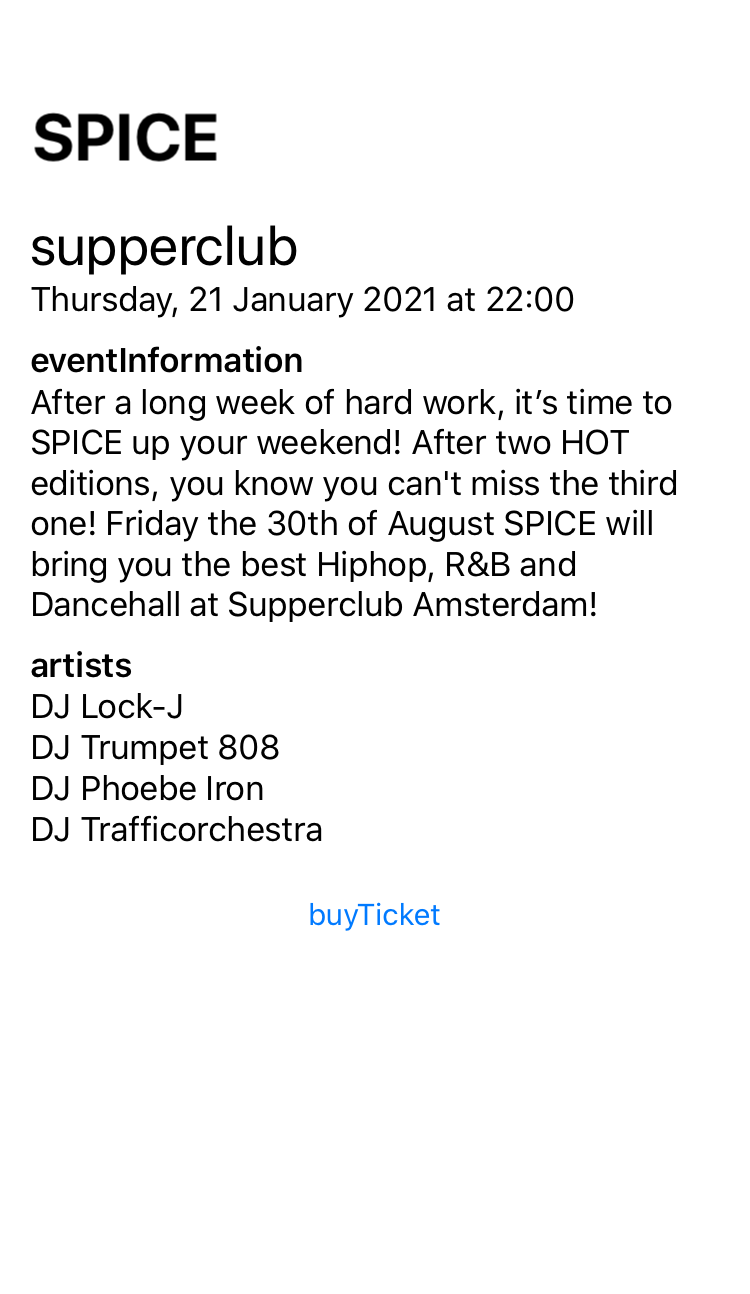 SPICE
supperclub
Thursday, 21 January 2021 at 22:00
eventInformation
After a long week of hard work, it’s time to
SPICE up your weekend! After two HOT
editions, you know you can't miss the third
one! Friday the 30th of August SPICE will
bring you the best Hiphop, R&B and
Dancehall at Supperclub Amsterdam!
artists
DJ Lock-J
DJ Trumpet 808
DJ Phoebe Iron
DJ Trafficorchestra
buyTicket